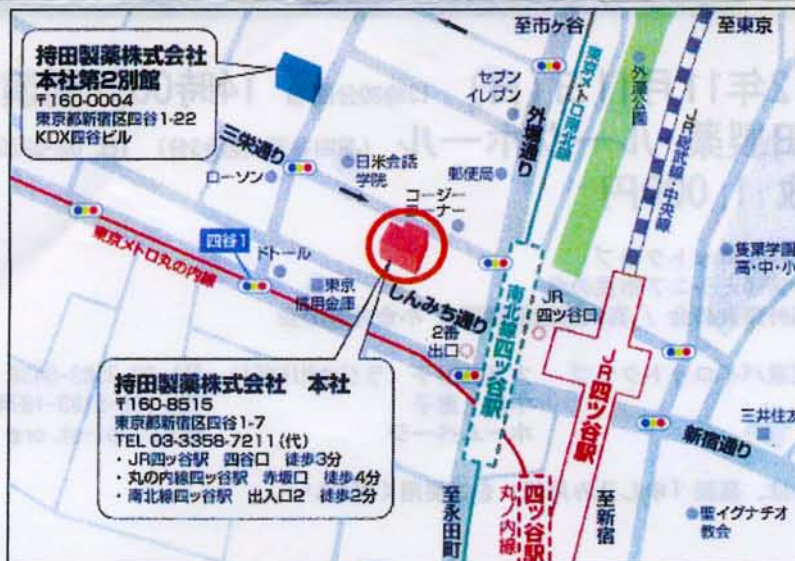 持田製薬株式会社
本社第2別館
〒160-0004
東京都新宿区四谷1-22
KDX四谷ビル
至市ヶ谷
至東京
セブン
イレブン
外堀通り
東京メトロ南北線
外濠公園
JR総武線・中央線
三栄通り
日米会話
学院
ローソン
郵便局
コージー
コーナー
東京メトロ丸の内線
四谷1
ドトール
東京
信用金庫
しんみち通り
2番
出口
南北線四ッ谷駅
JR
四ッ谷口
雙葉学園
高・中・小
JR四ッ谷駅
三井住友
新宿通り
持田製薬株式会社 本社
〒160-8515
東京都新宿区四谷1-7
TEL 03-3358-7211(代)
・JR四ッ谷駅 四谷口 徒歩3分
・丸の内線四ッ谷駅 赤坂口 徒歩4分
・南北線四ッ谷駅 出入口2 徒歩2分
至永田町
丸ノ内線
四ッ谷駅
至新宿
聖イグナチオ
教会